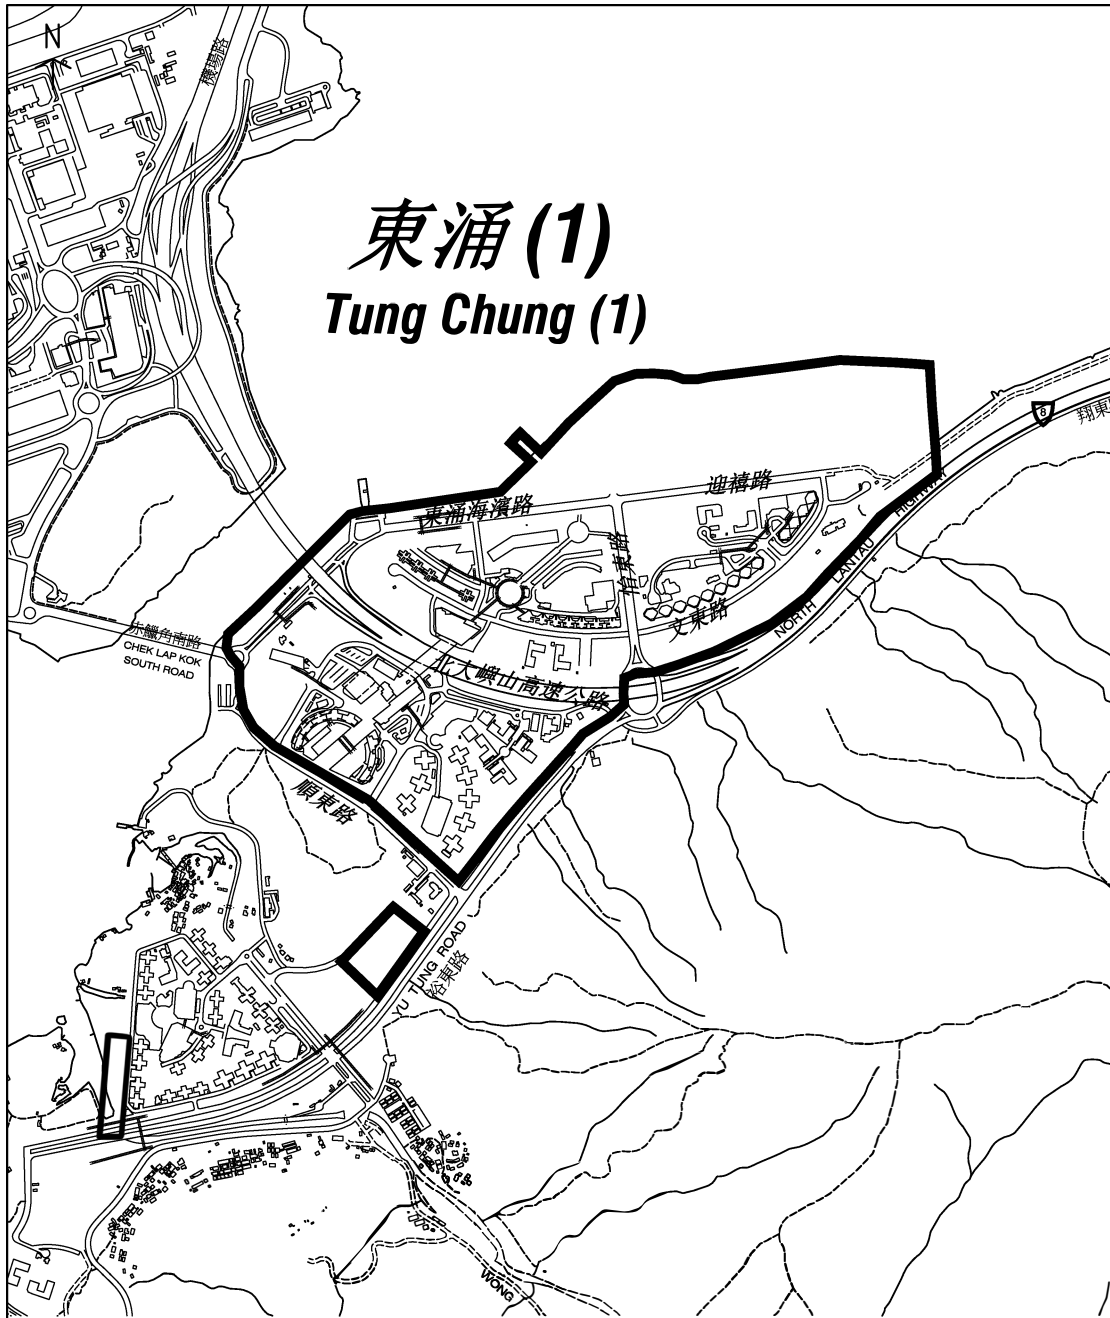 N
機場路
東涌 (1)
Tung Chung (1)
8
翔東
迎禧路
HIGHWAY
東涌海濱路
怡東路
LANTAU
文東路
NORTH
赤鱲角南路
CHEK LAP KOK
SOUTH ROAD
北大嶼山高速公路
順東路
YU TUNG ROAD
裕東路
WONG